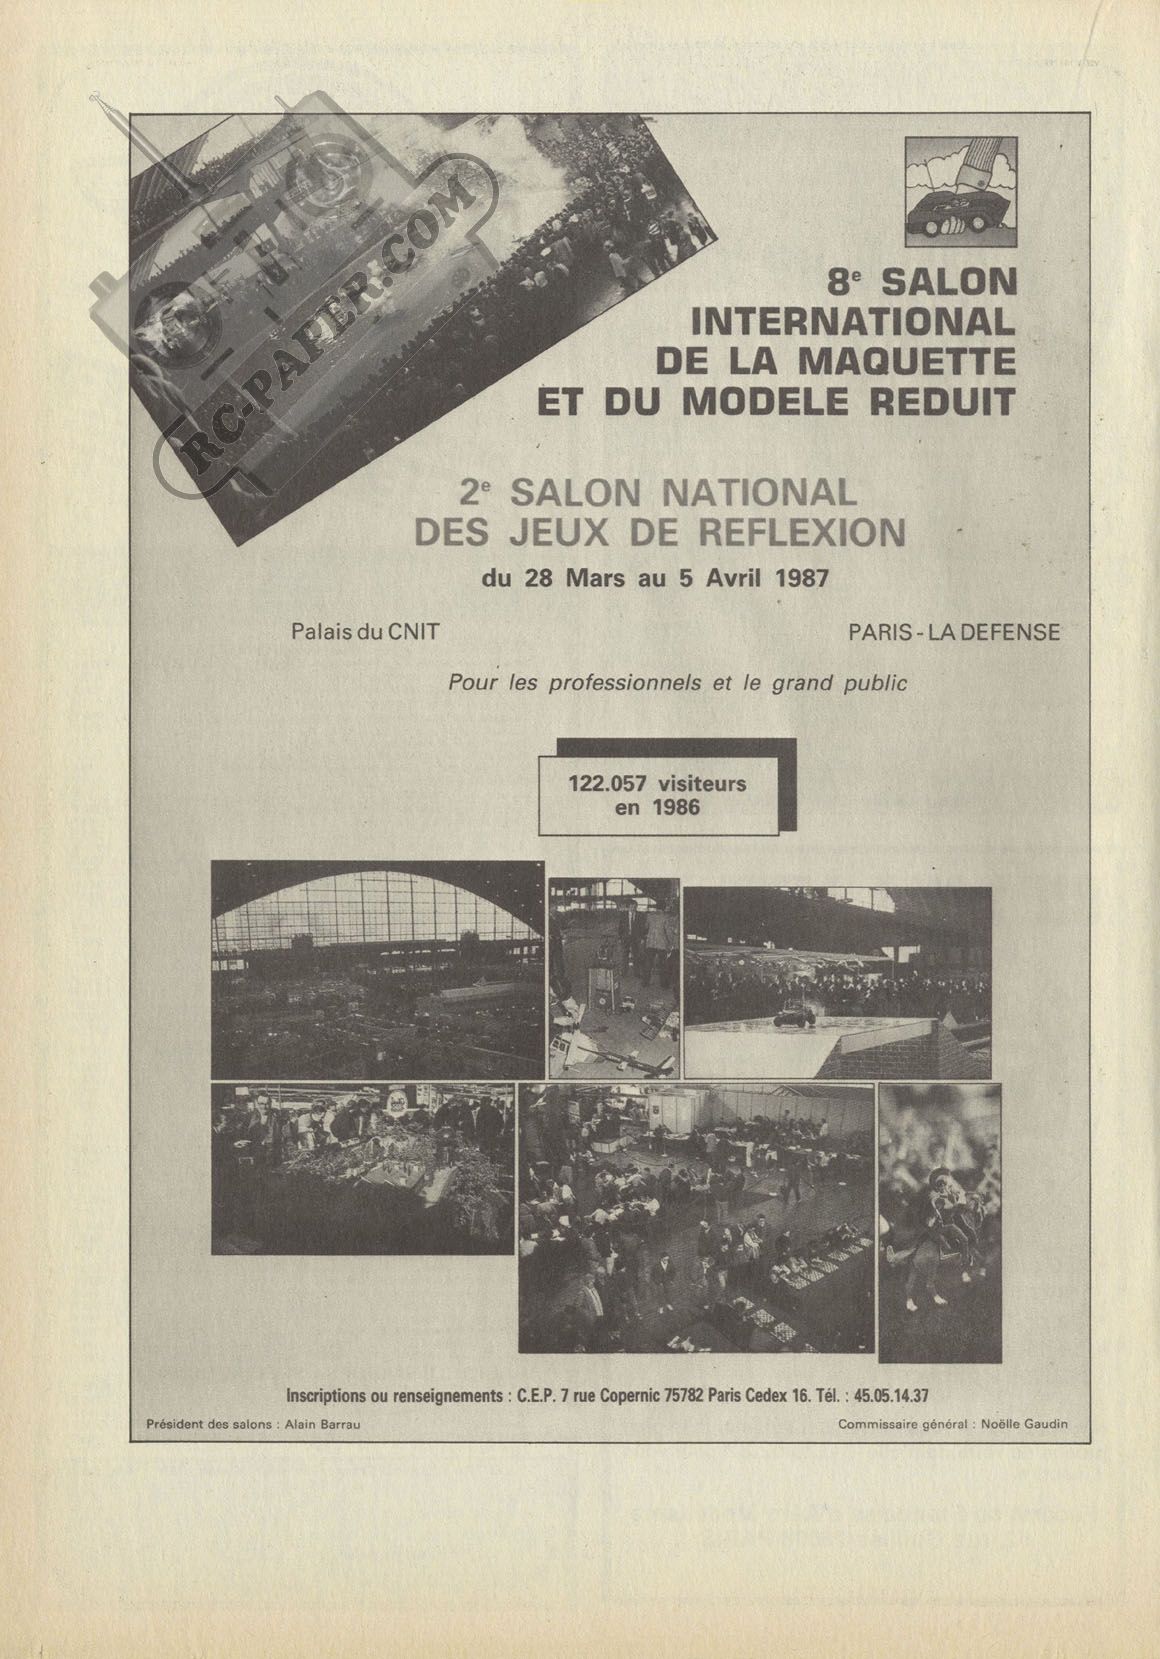 RC-PAPER.COM
8e SALON
INTERNATIONAL
DE LA MAQUETTE
ET DU MODELE REDUIT
2e SALON NATIONAL
DES JEUX DE REFLEXION
du 28 Mars au 5 Avril 1987
Palais du CNIT PARIS - LA DEFENSE
Pour les professionnels et le grand public
122.057 visiteurs
en 1986
Inscriptions ou renseignements : C.E.P. 7 rue Copernic 75782 Paris Cedex 16. Tél. : 45.05.14.37
Président des salons : Alain Barrau Commissaire général : Noëlle Gaudin